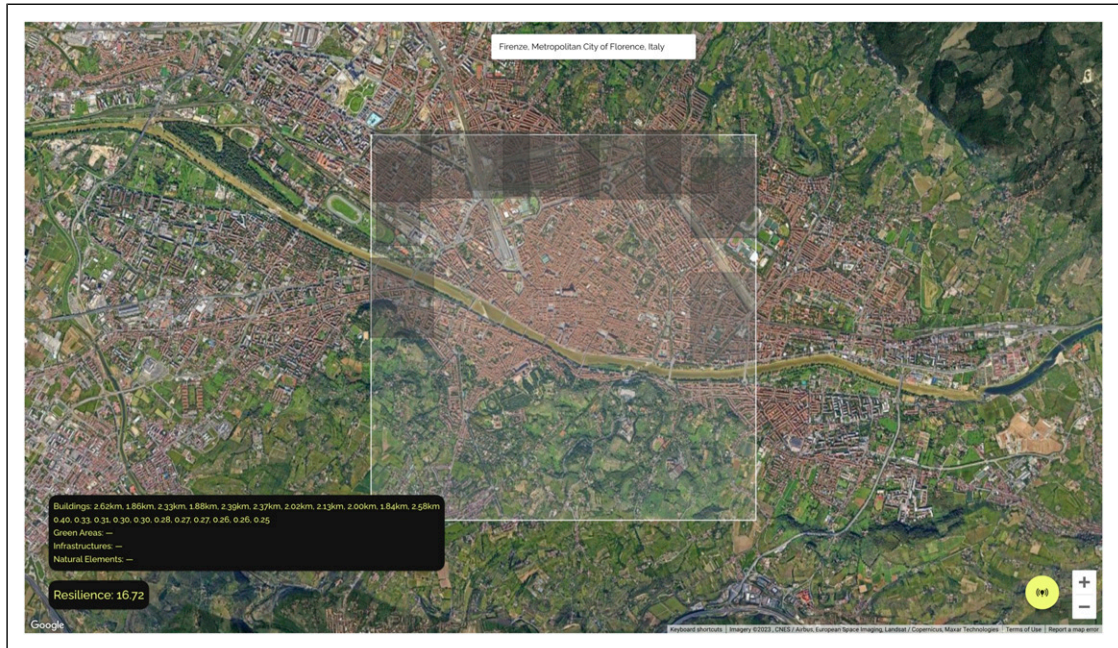 Firenze, Metropolitan City of Florence, Italy
Buildings: 2.62km, 1.86km, 2.33km, 1.88km, 2.39km, 2.37km, 2.02km, 2.13km, 2.00km, 1.84km, 2.58km
0.40, 0.33, 0.31, 0.30, 0.30, 0.28, 0.27, 0.27, 0.26, 0.26, 0.25
Green Areas: —
Infrastructures: —
Natural Elements: —
Resilience: 16.72
Google
Keyboard shortcuts
Imagery ©2023 , CNES / Airbus, European Space Imaging, Landsat / Copernicus, Maxar Technologies
Terms of Use
Report a map error